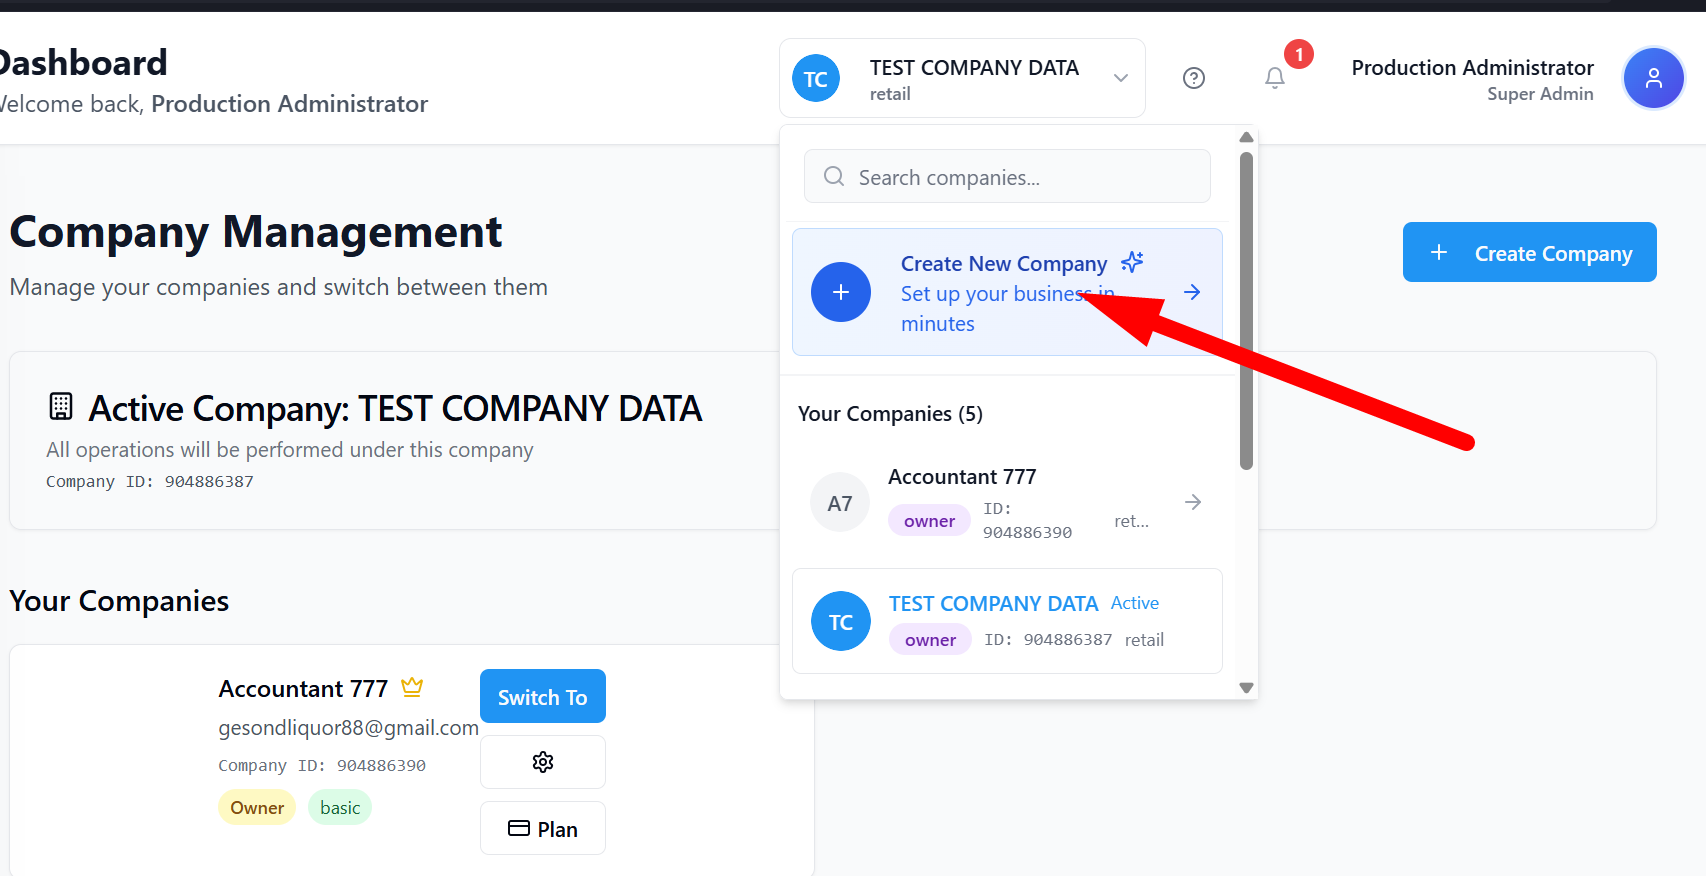 Dashboard
Welcome back, Production Administrator
TC
TEST COMPANY DATA
retail
1
Production Administrator
Super Admin
Search companies...
Create New Company
Set up your business in
minutes
Your Companies (5)
A7
Accountant 777
owner
ID:
904886390
ret...
TC
TEST COMPANY DATA Active
owner ID: 904886387 retail
Company Management
Manage your companies and switch between them
+ Create Company
Active Company: TEST COMPANY DATA
All operations will be performed under this company
Company ID: 904886387
Your Companies
Accountant 777
gesondliquor88@gmail.com
Company ID: 904886390
Owner basic
Switch To
Plan